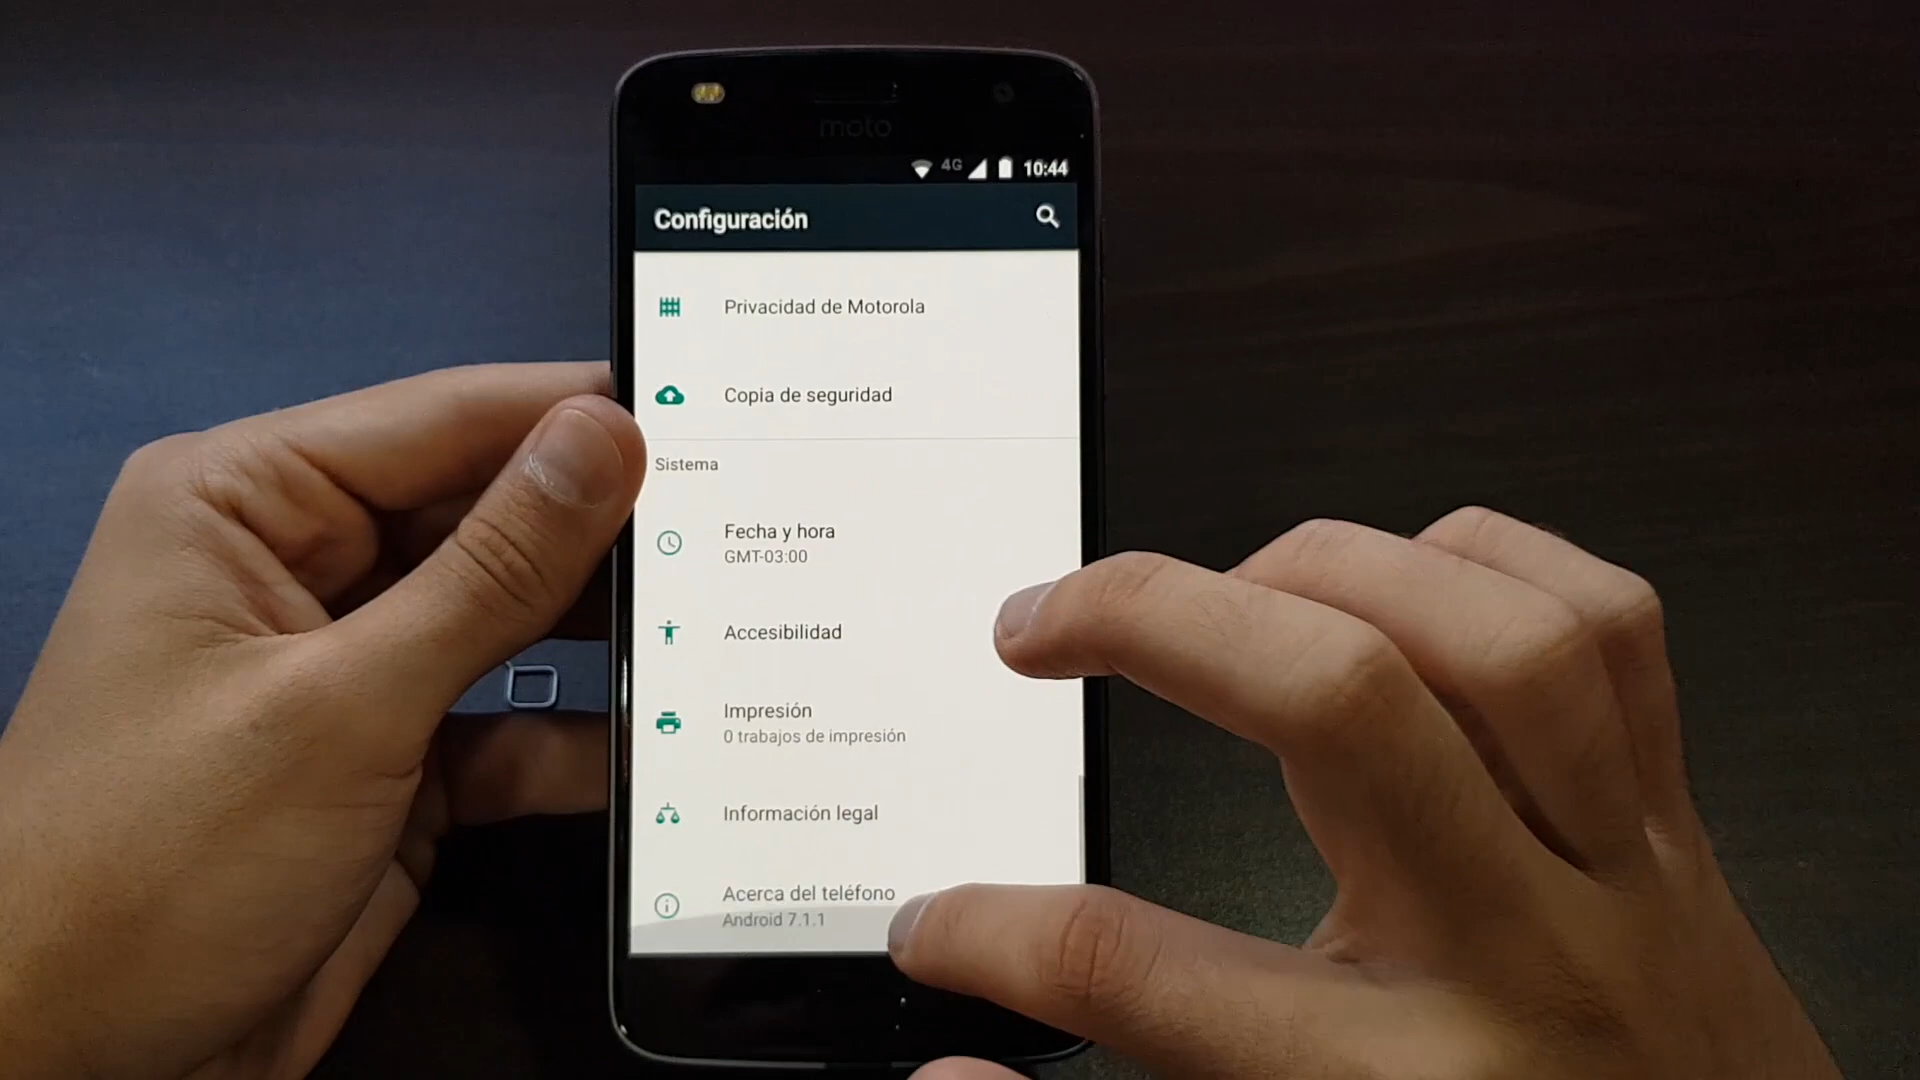 moto
4G 10:44
Configuración
Privacidad de Motorola
Copia de seguridad
Sistema
Fecha y hora
GMT-03:00
Accesibilidad
Impresión
0 trabajos de impresión
Información legal
Acerca del teléfono
Android 7.1.1